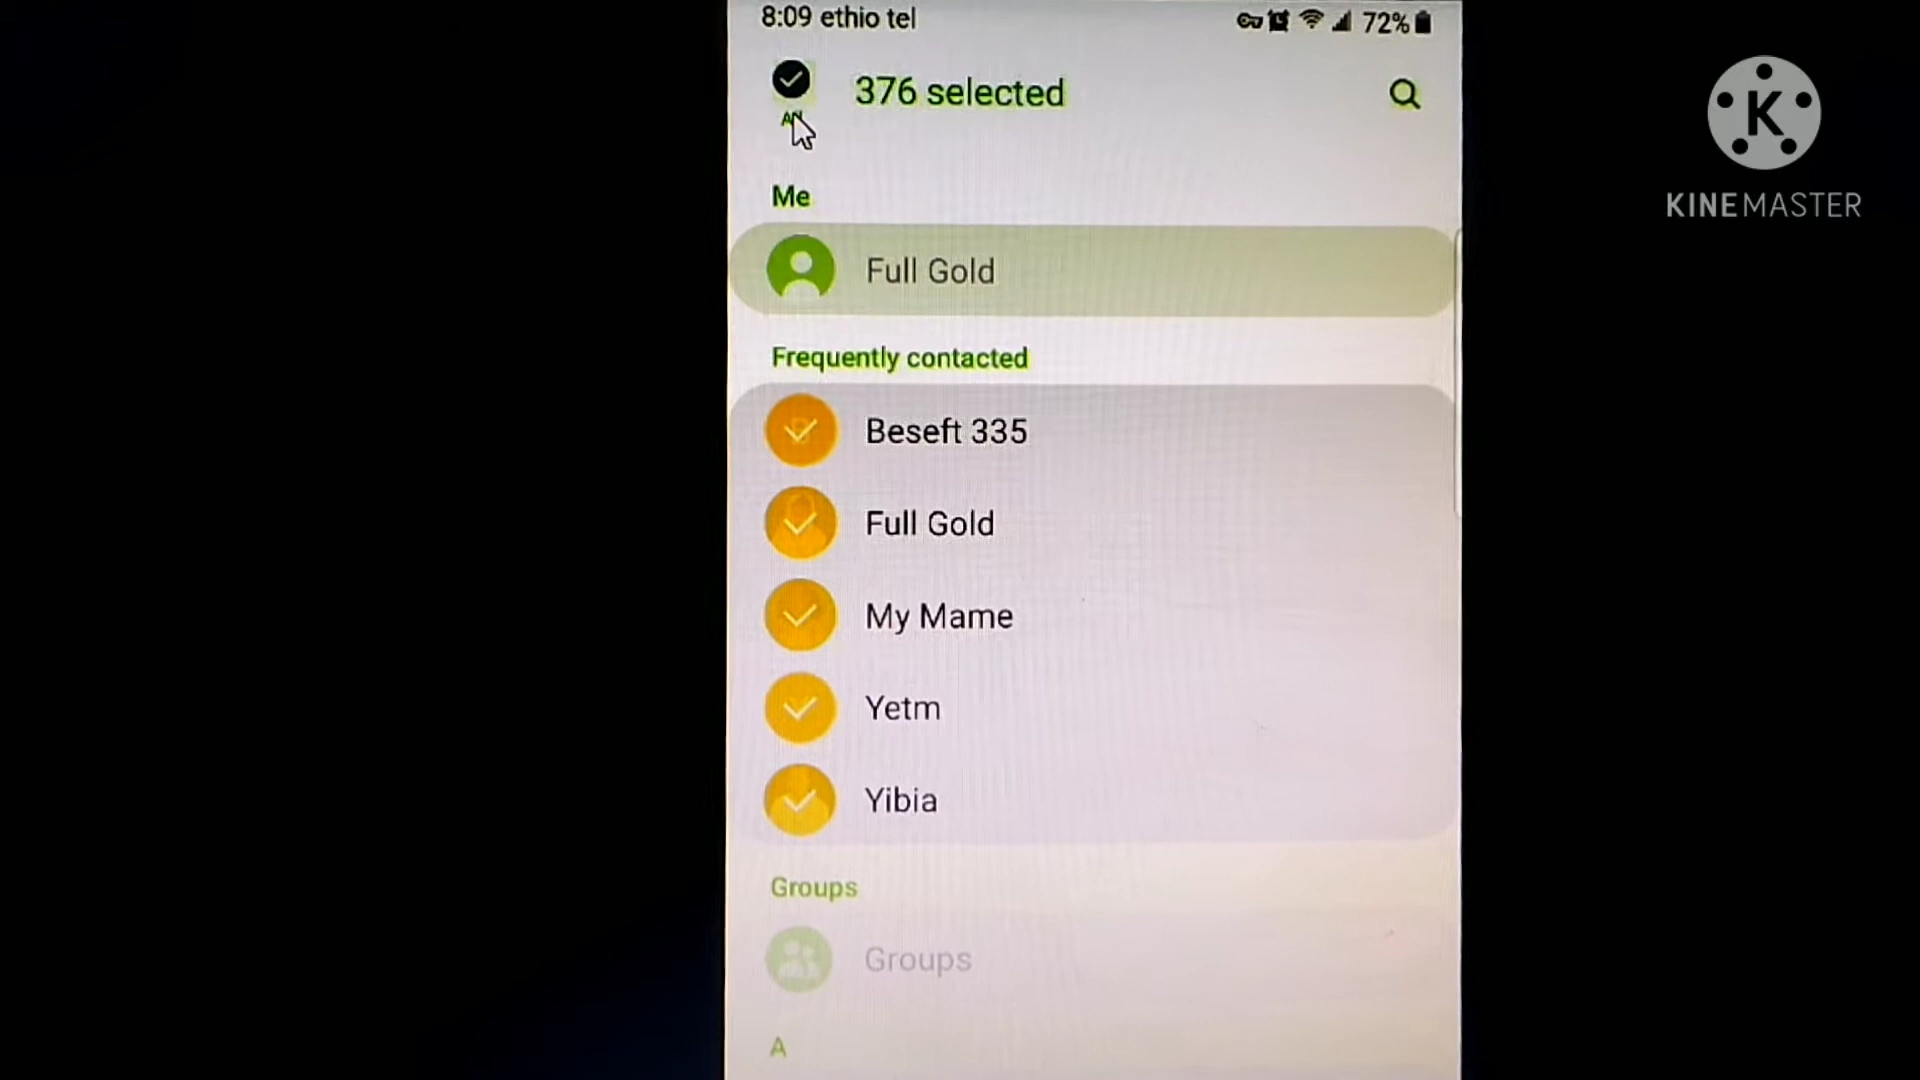 8:09 ethio tel
72%
376 selected
All
Me
Full Gold
Frequently contacted
Beseft 335
Full Gold
My Mame
Yetm
Yibia
Groups
Groups
A
K
KINEMASTER